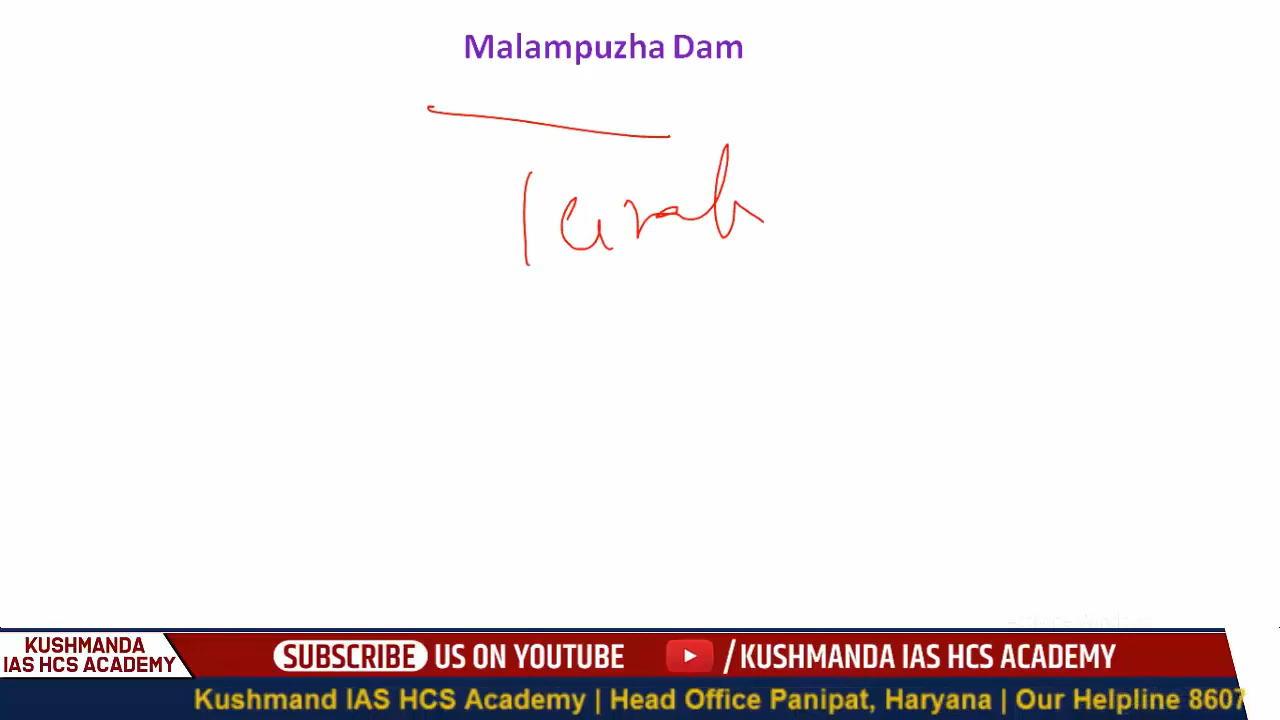 Malampuzha Dam
KUSHMANDA
IAS HCS ACADEMY
SUBSCRIBE US ON YOUTUBE
/KUSHMANDA IAS HCS ACADEMY
Kushmand IAS HCS Academy | Head Office Panipat, Haryana | Our Helpline 8607